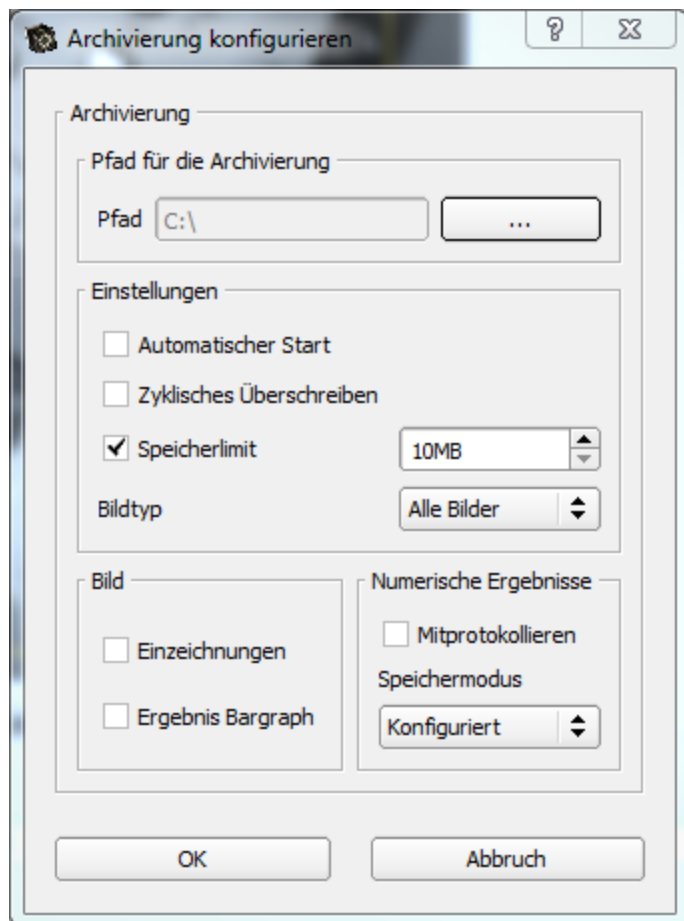 Archivierung konfigurieren
Archivierung
Pfad für die Archivierung
Pfad C:\ ...
Einstellungen
Automatischer Start
Zyklisches Überschreiben
Speicherlimit 10MB
Bildtyp Alle Bilder
Bild
Einzeichnungen
Ergebnis Bargraph
Numerische Ergebnisse
Mitprotokollieren
Speichermodus
Konfiguriert
OK Abbruch